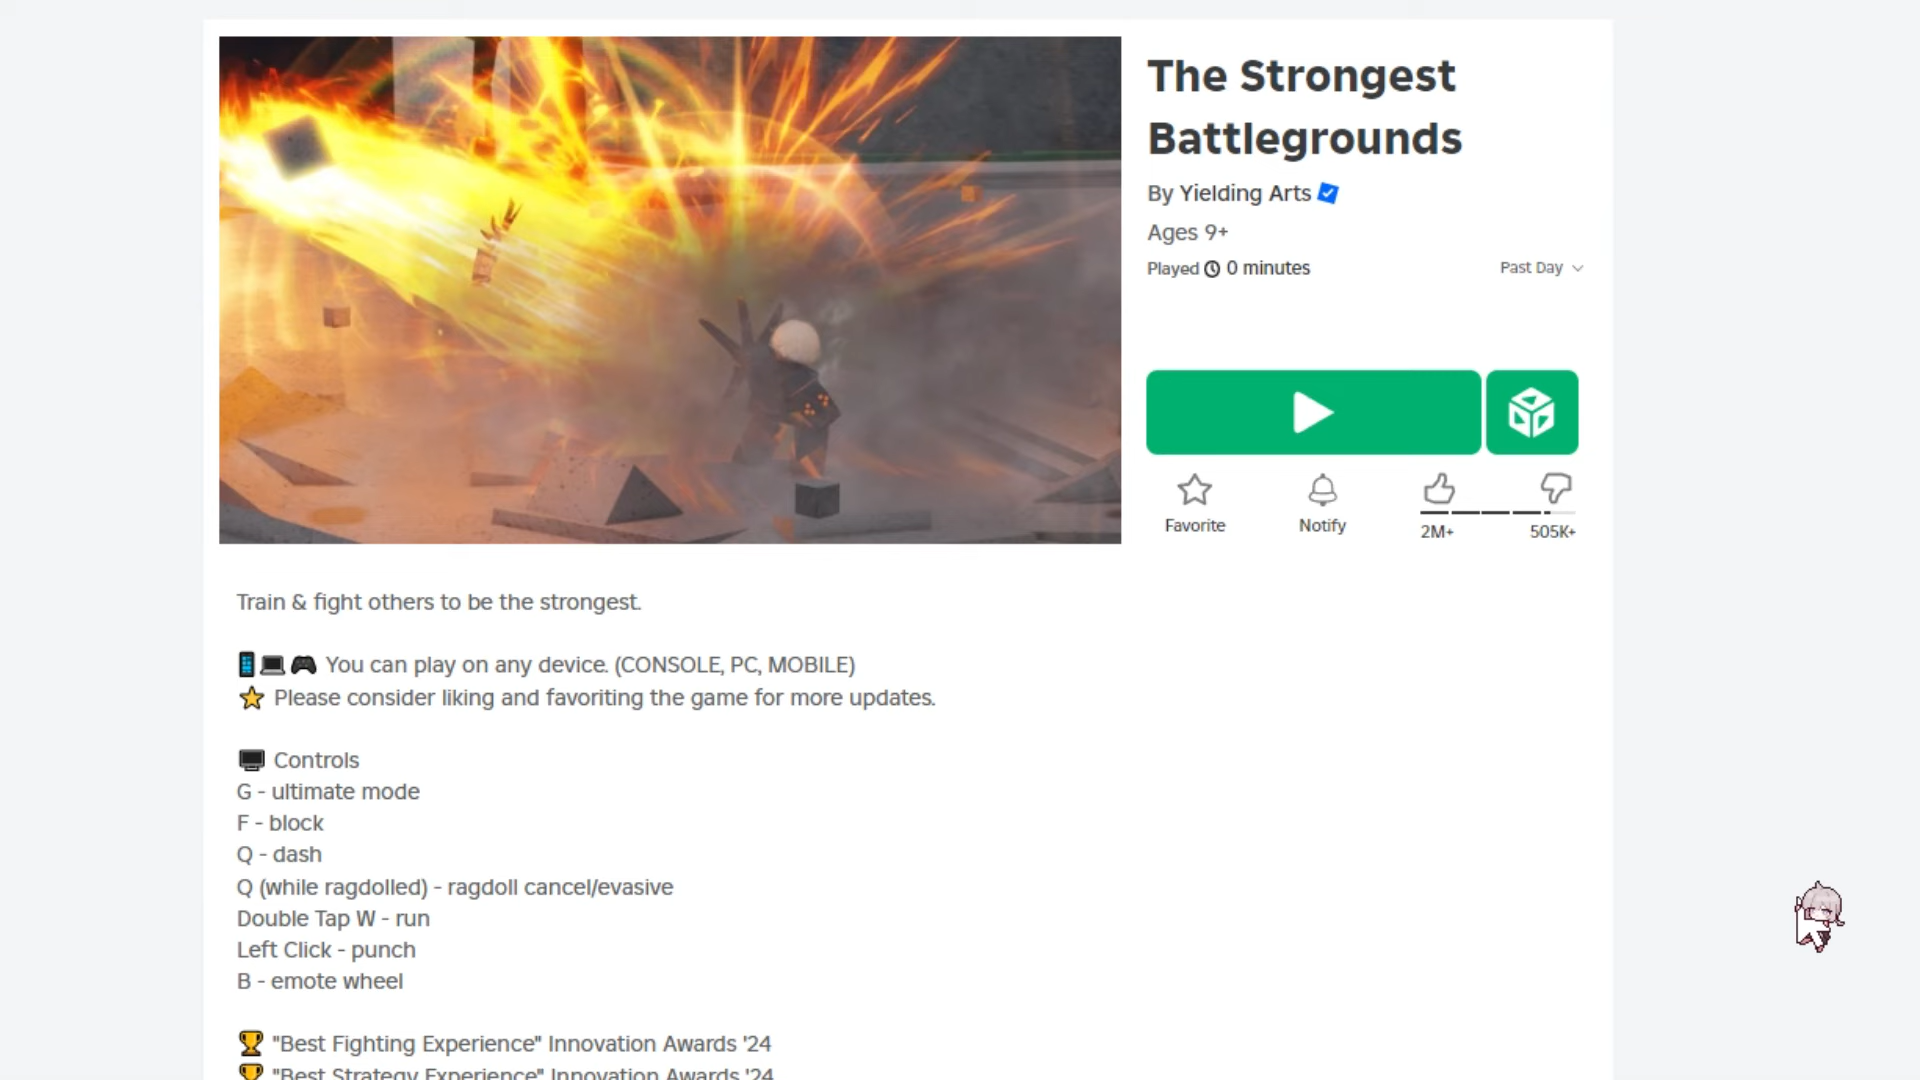 The Strongest
Battlegrounds
By Yielding Arts
Ages 9+
Played 0 minutes
Past Day
Favorite
Notify
2M+
505K+
Train & fight others to be the strongest.
You can play on any device. (CONSOLE, PC, MOBILE)
Please consider liking and favoriting the game for more updates.
Controls
G - ultimate mode
F - block
Q - dash
Q (while ragdolled) - ragdoll cancel/evasive
Double Tap W - run
Left Click - punch
B - emote wheel
"Best Fighting Experience" Innovation Awards '24
"Best Strategy Experience" Innovation Awards '24